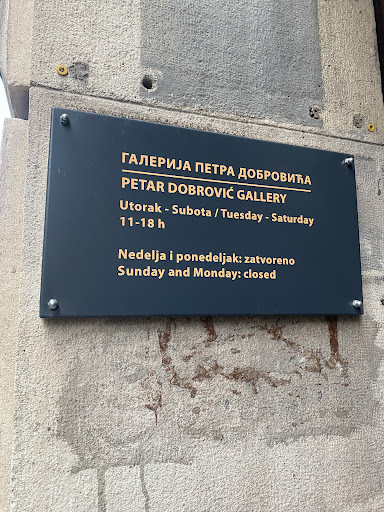 ГАЛЕРИЈА ПЕТРА ДОБРОВИЋА
PETAR DOBROVIĆ GALLERY
Utorak - Subota / Tuesday - Saturday
11-18 h
Nedelja i ponedeljak: zatvoreno
Sunday and Monday: closed